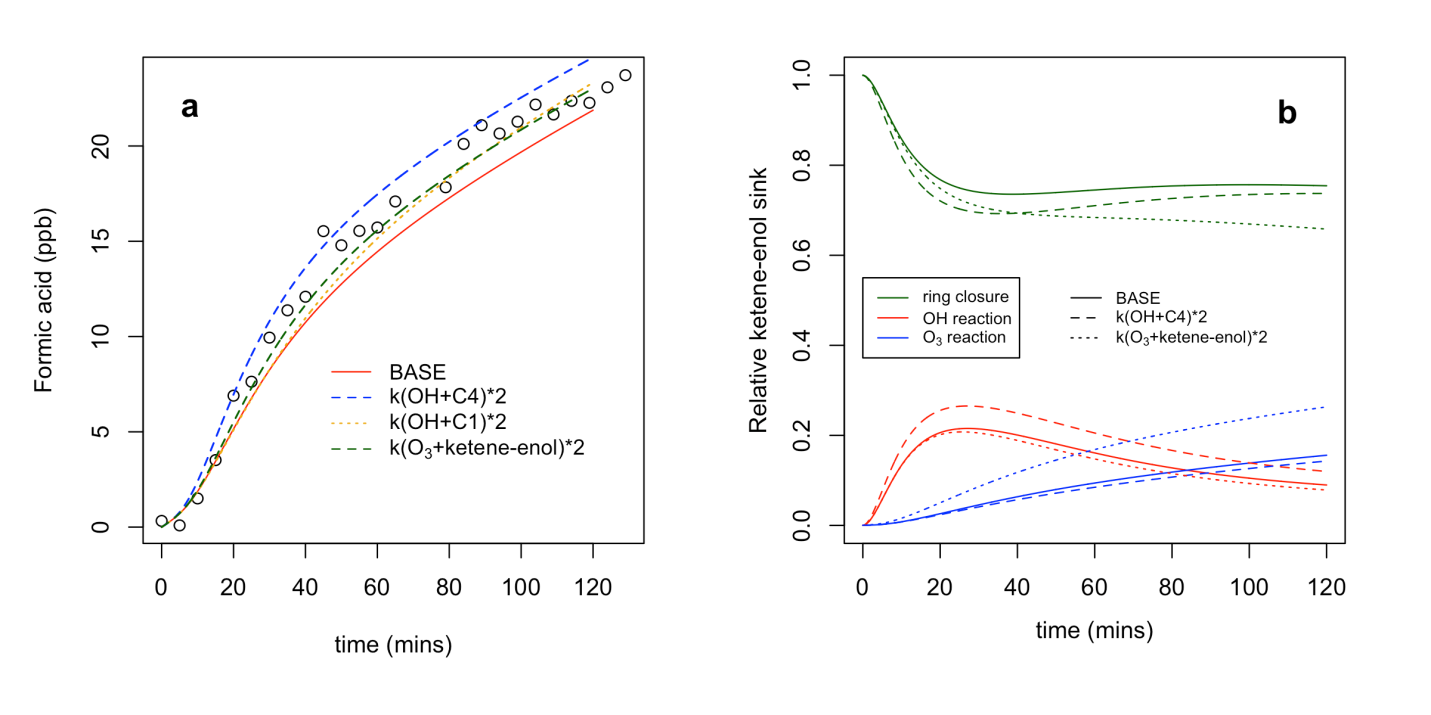 a
Formic acid (ppb)
20
15
10
5
0
BASE
k(OH+C4)*2
k(OH+C1)*2
k(O₃+ketene-enol)*2
0 20 40 60 80 100 120
time (mins)
b
Relative ketene-enol sink
1.0
0.8
0.6
0.4
0.2
0.0
ring closure
OH reaction
O₃ reaction
BASE
k(OH+C4)*2
k(O₃+ketene-enol)*2
0 20 40 60 80 100 120
time (mins)